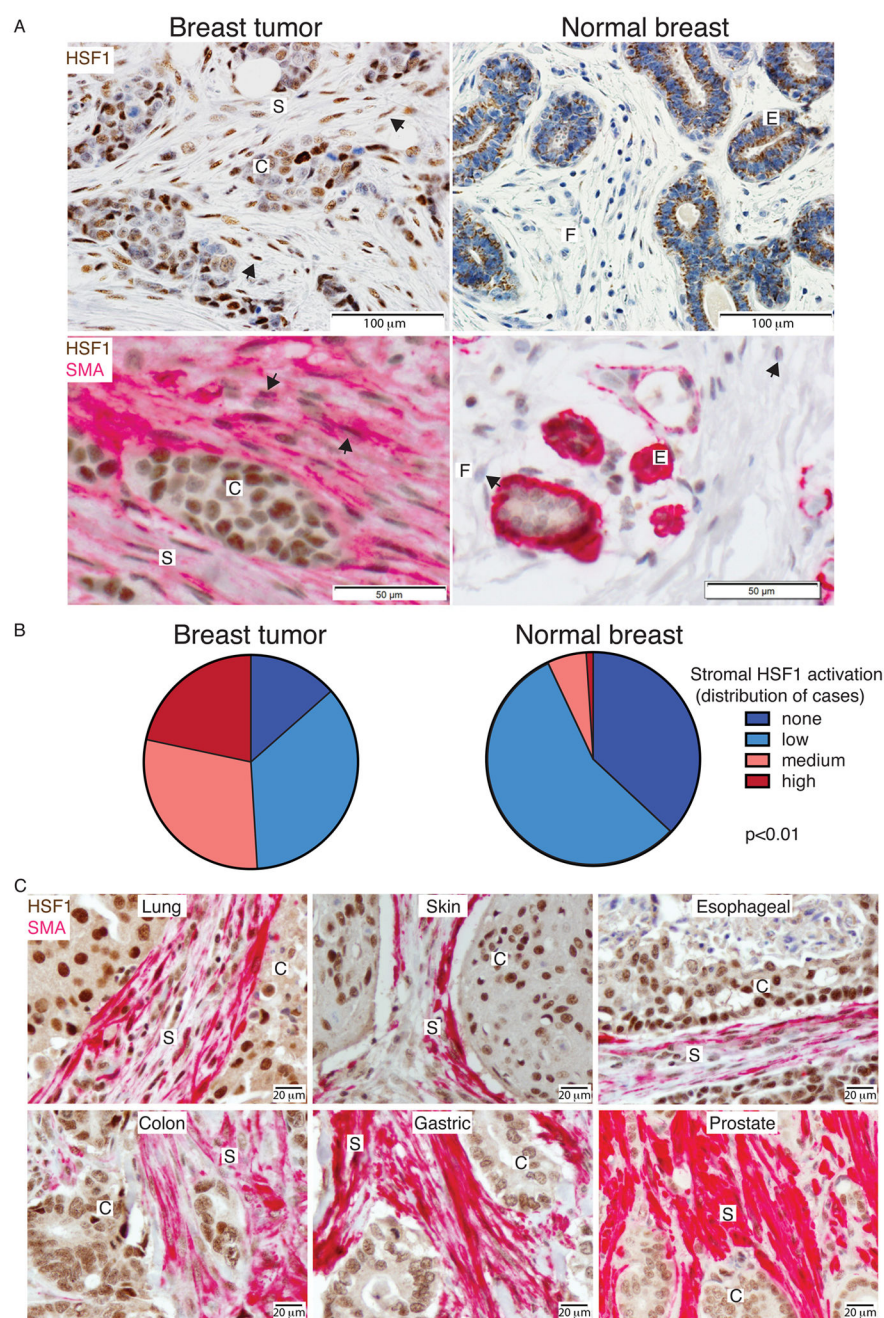 A
Breast tumor
Normal breast
HSF1
S
C
100 μm
E
F
100 μm
HSF1
SMA
C
S
50 μm
E
F
50 μm
B
Breast tumor
Normal breast
Stromal HSF1 activation
(distribution of cases)
none
low
medium
high
p<0.01
C
HSF1
SMA
Lung
C
S
20 μm
Skin
C
S
20 μm
Esophageal
C
S
20 μm
Colon
S
C
20 μm
Gastric
S
C
20 μm
Prostate
S
C
20 μm